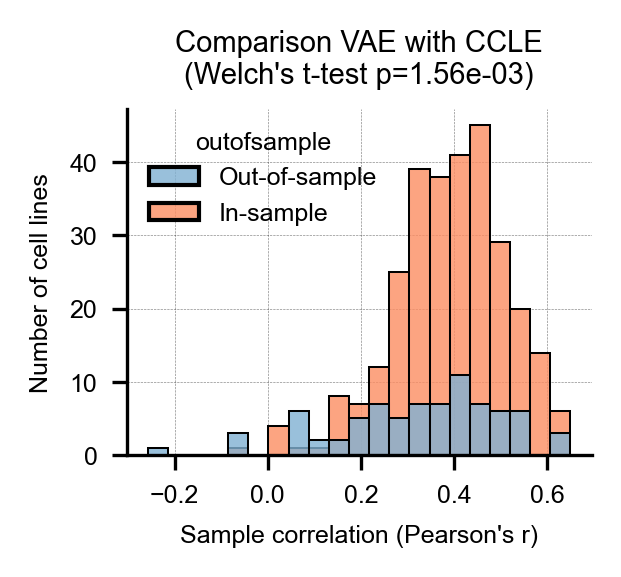 Comparison VAE with CCLE
(Welch's t-test p=1.56e-03)
outofsample
Out-of-sample
In-sample
Number of cell lines
40
30
20
10
0
−0.2
0.0
0.2
0.4
0.6
Sample correlation (Pearson's r)